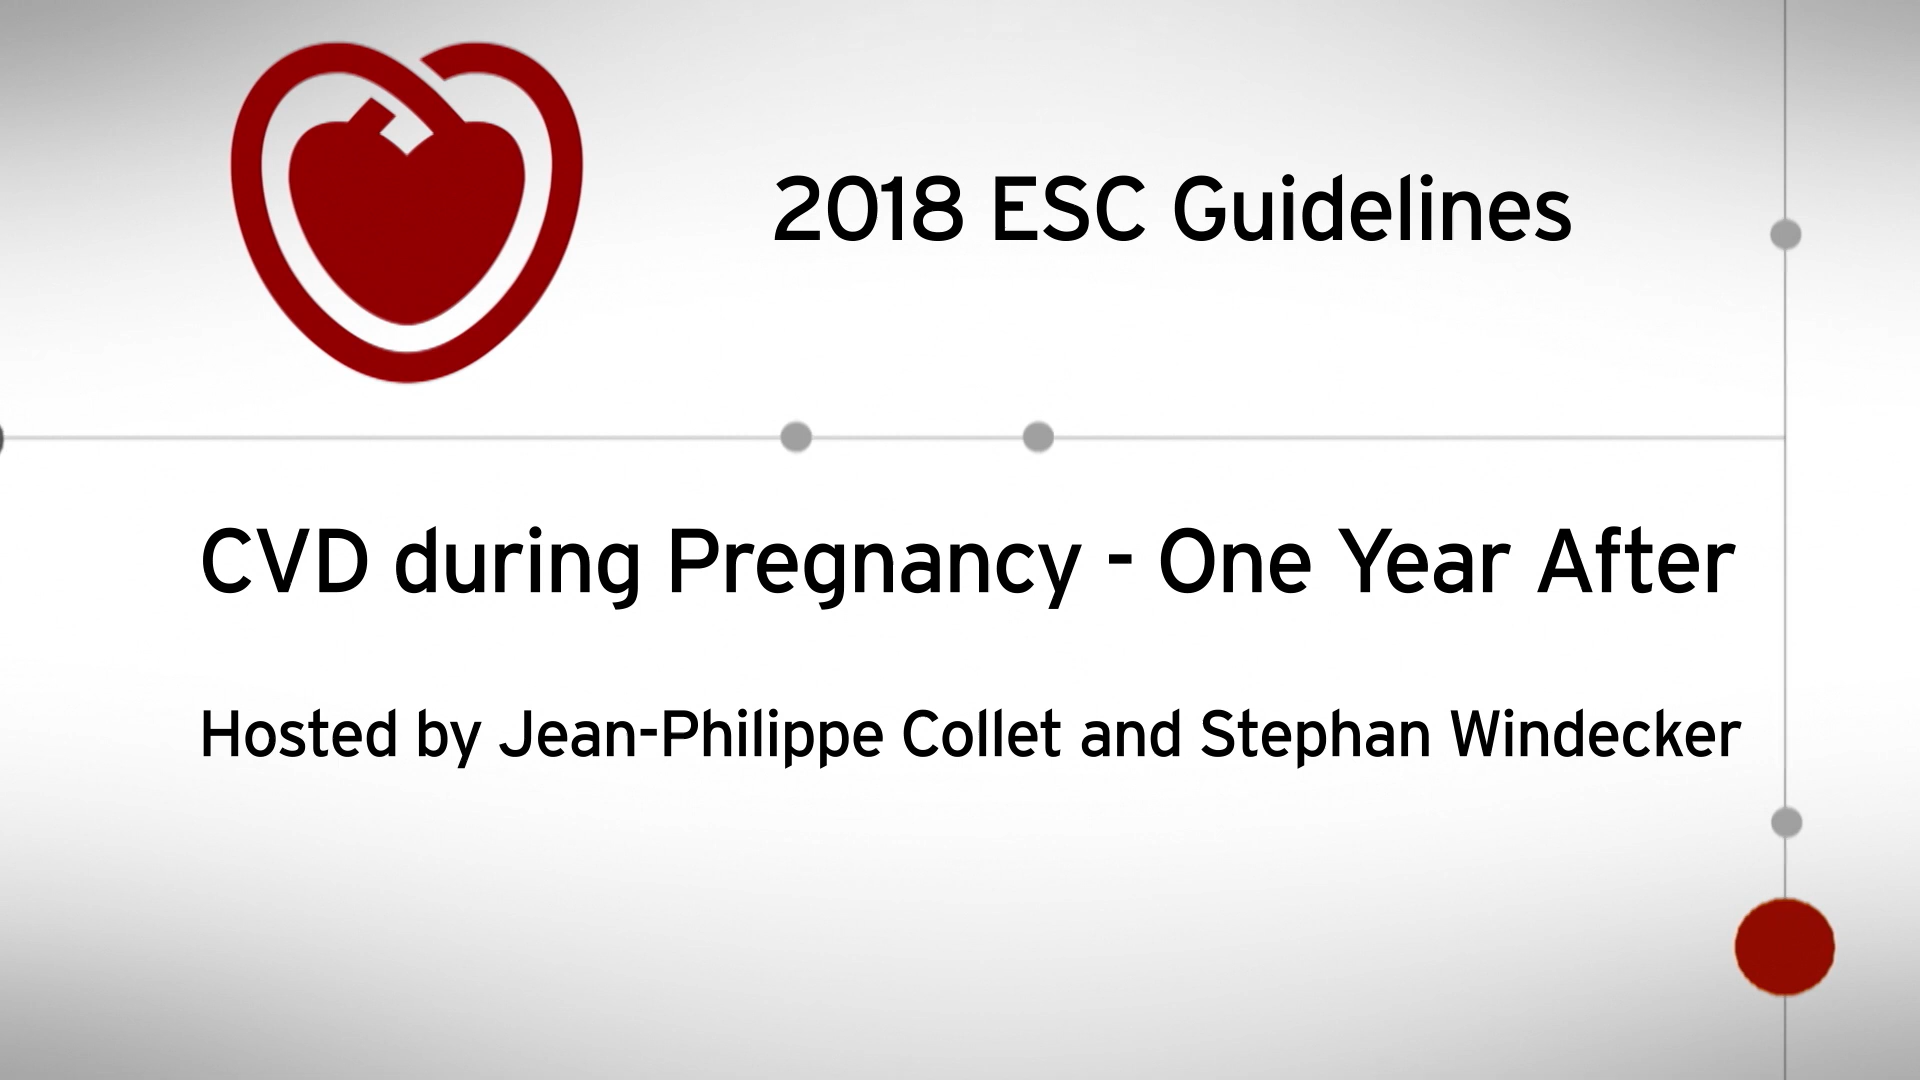 2018 ESC Guidelines
CVD during Pregnancy - One Year After
Hosted by Jean-Philippe Collet and Stephan Windecker